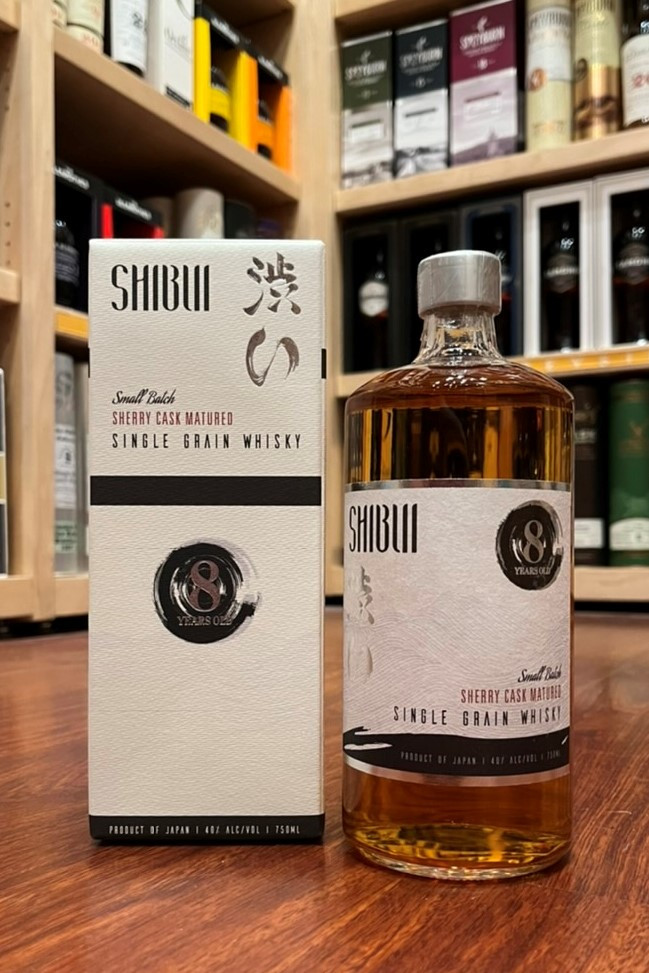 SHIBUI
渋い
Small Batch
SHERRY CASK MATURED
SINGLE GRAIN WHISKY
8
YEARS OLD
PRODUCT OF JAPAN | 40% ALC/VOL | 750ML
SHIBUI
渋い
8
YEARS OLD
Small Batch
SHERRY CASK MATURED
SINGLE GRAIN WHISKY
PRODUCT OF JAPAN | 40% ALC/VOL | 750ML
SPEYBURN
SPEYBURN
SPEYBURN